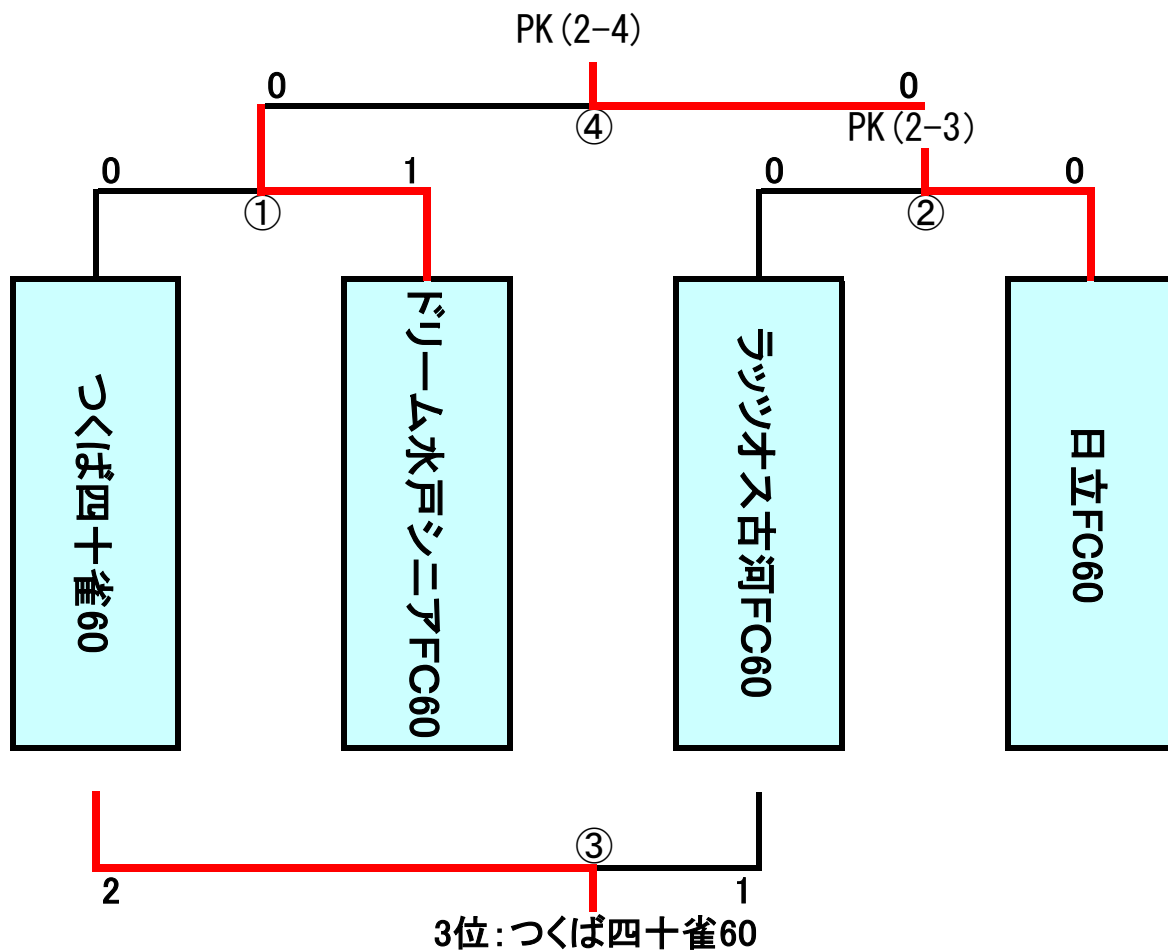 PK(2-4)
0 0
④ PK(2-3)
0 1 0 0
① ②
つくば四十雀60
ドリーム水戸シニアFC60
ラッツオス古河FC60
日立FC60
③
2 1
3位:つくば四十雀60